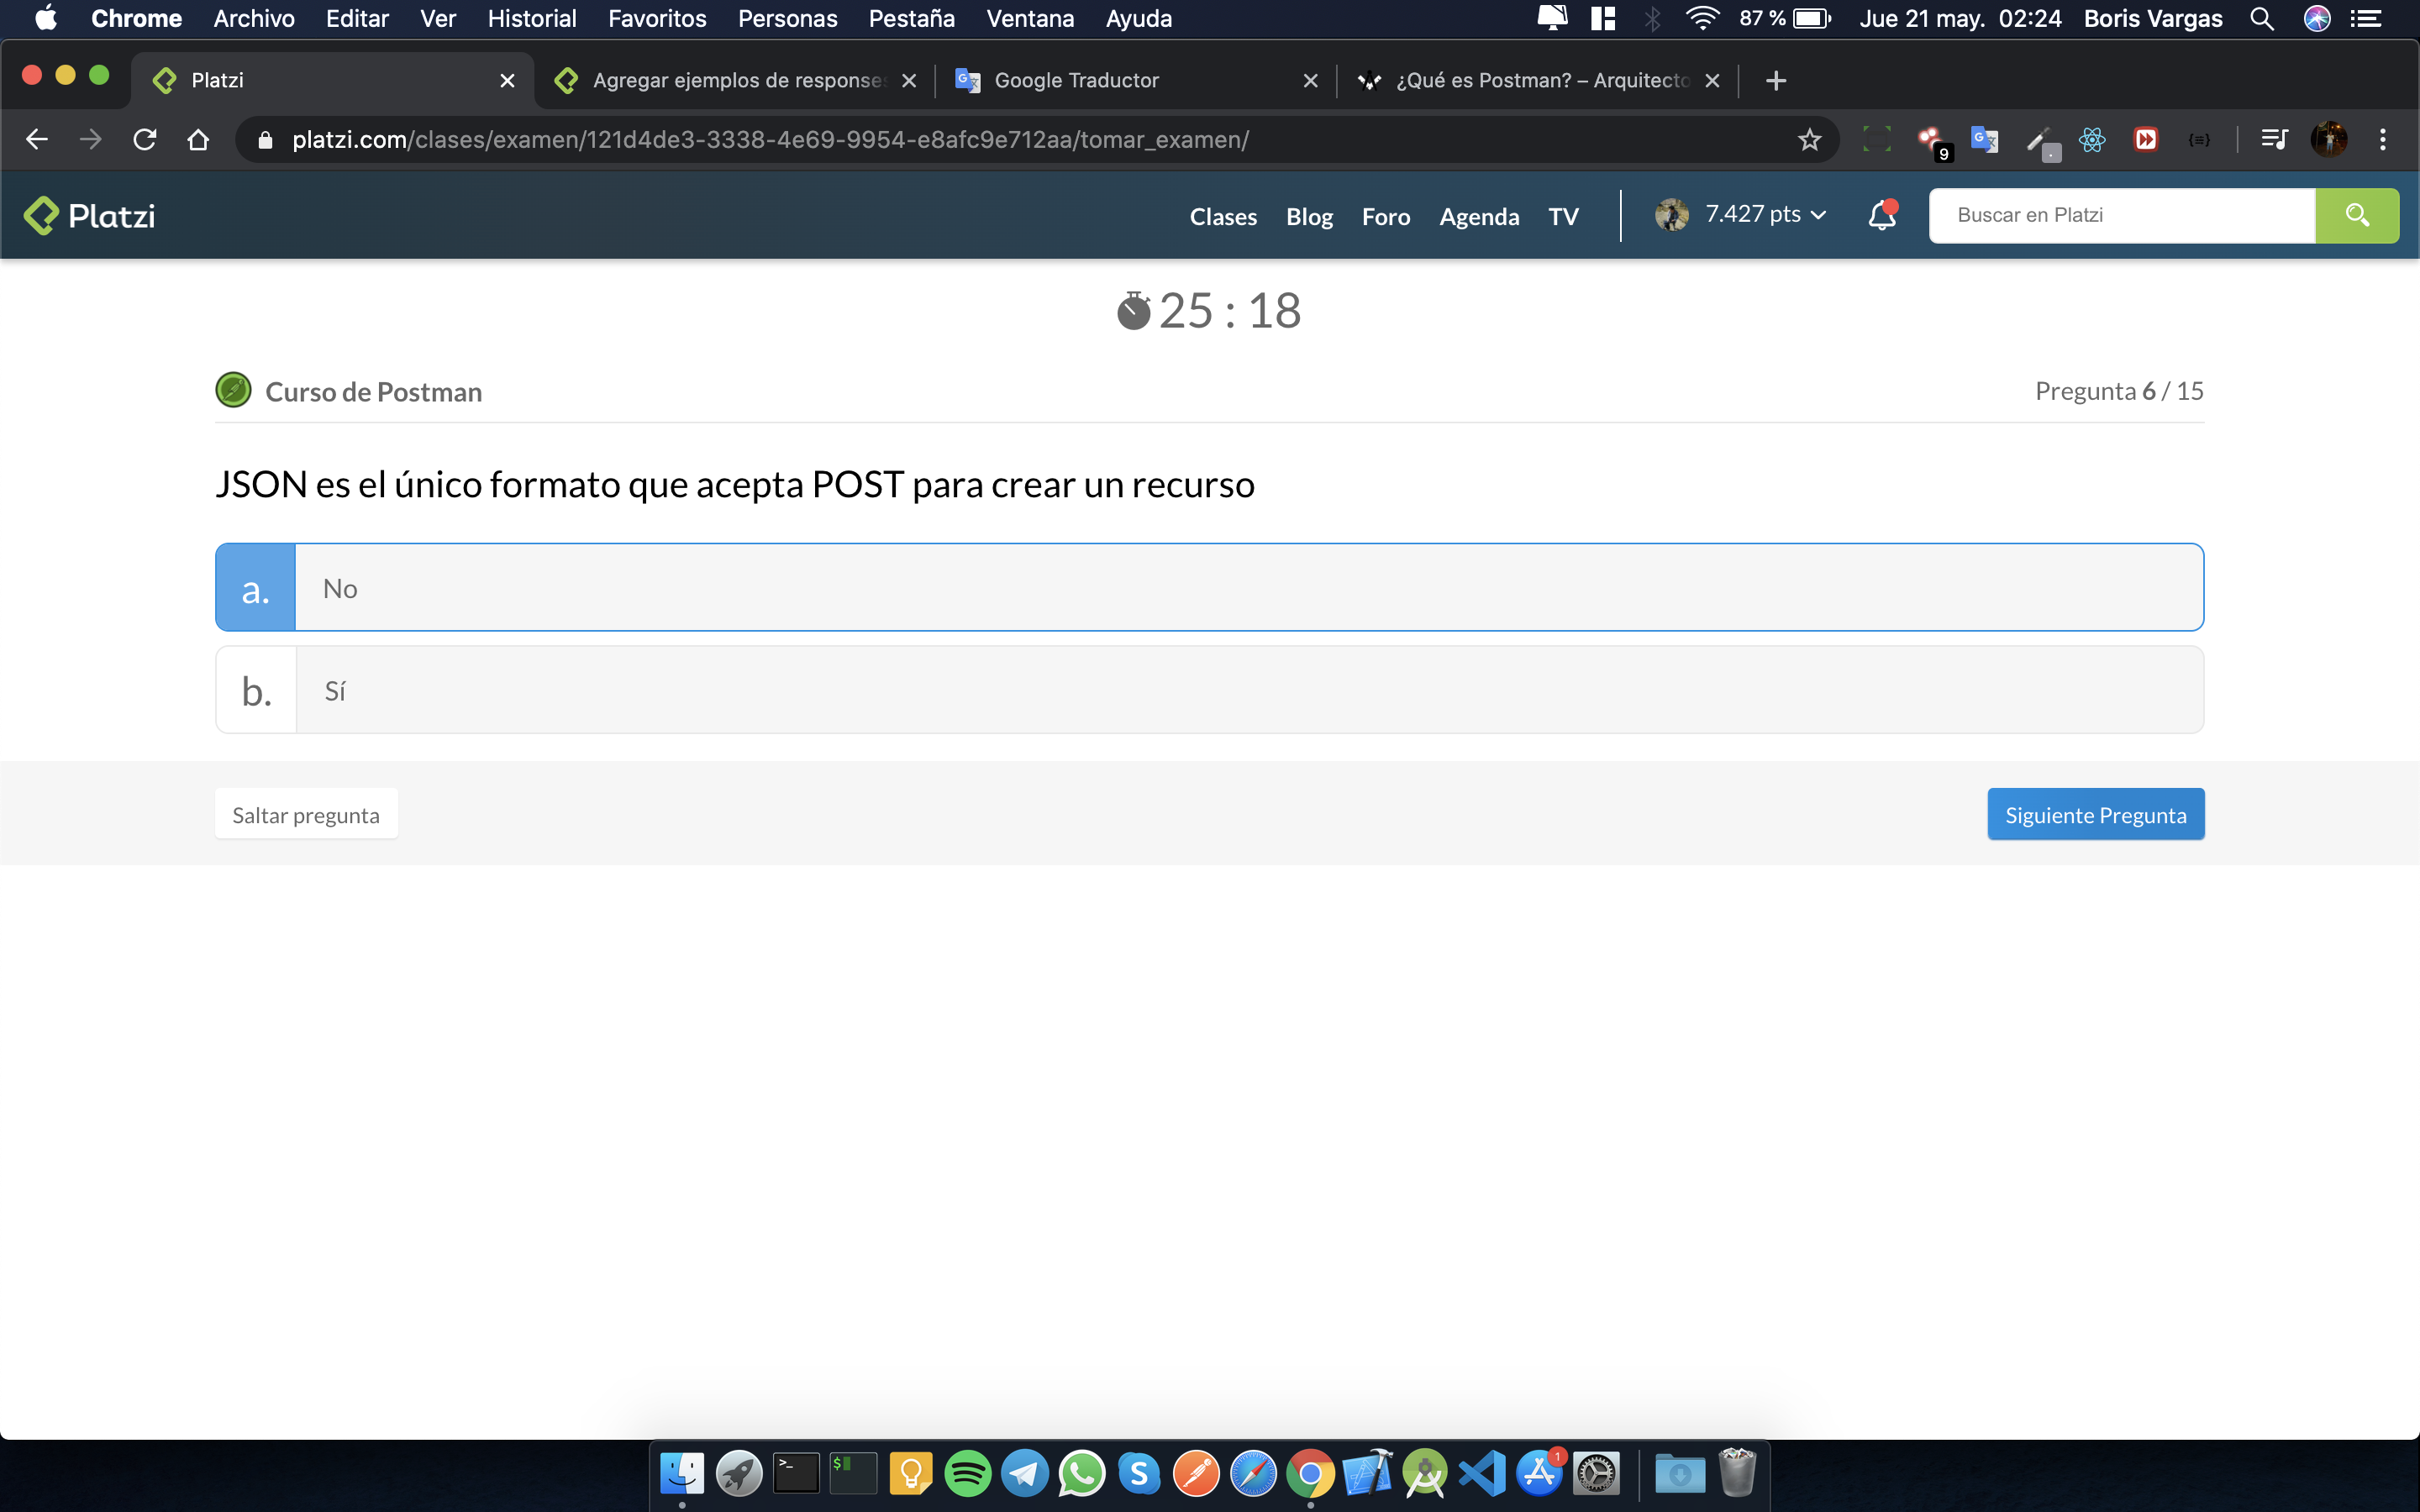 Chrome Archivo Editar Ver Historial Favoritos Personas Pestaña Ventana Ayuda 87 % Jue 21 may. 02:24 Boris Vargas
Platzi Agregar ejemplos de responses Google Traductor ¿Qué es Postman? – Arquitecto
platzi.com/clases/examen/121d4de3-3338-4e69-9954-e8afc9e712aa/tomar_examen/ 9
Platzi Clases Blog Foro Agenda TV 7.427 pts Buscar en Platzi
25 : 18
Curso de Postman Pregunta 6 / 15
JSON es el único formato que acepta POST para crear un recurso
a. No
b. Sí
Saltar pregunta Siguiente Pregunta
>_ $ S 1